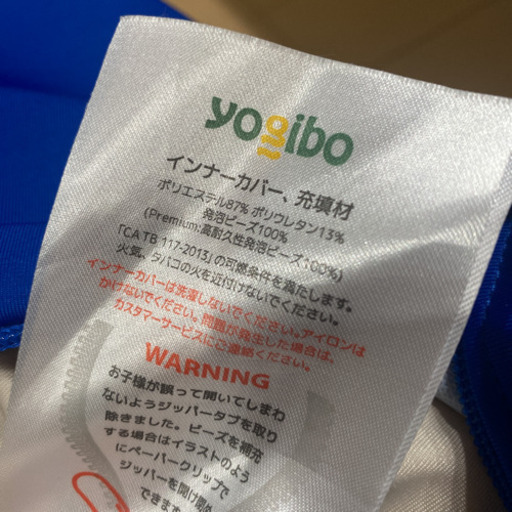 yogibo
インナーカバー、充填材
ポリエステル87% ポリウレタン13%
発泡ビーズ100%
(Premium:高耐久性発泡ビーズ100%)
「CA TB 117-2013」の可燃条件を満たします。
火気、タバコの火を近付けないでください。
インナーカバーは洗濯しないでください。アイロンは
かけないでください。問題が発生した場合は、
カスタマーサービスにご連絡ください。
WARNING
お子様が誤って開いてしまわ
ないようジッパータブを取り
除きました。ビーズを補充
する場合はイラストのよう
にペーパークリップで
ジッパーを開け閉め
できます